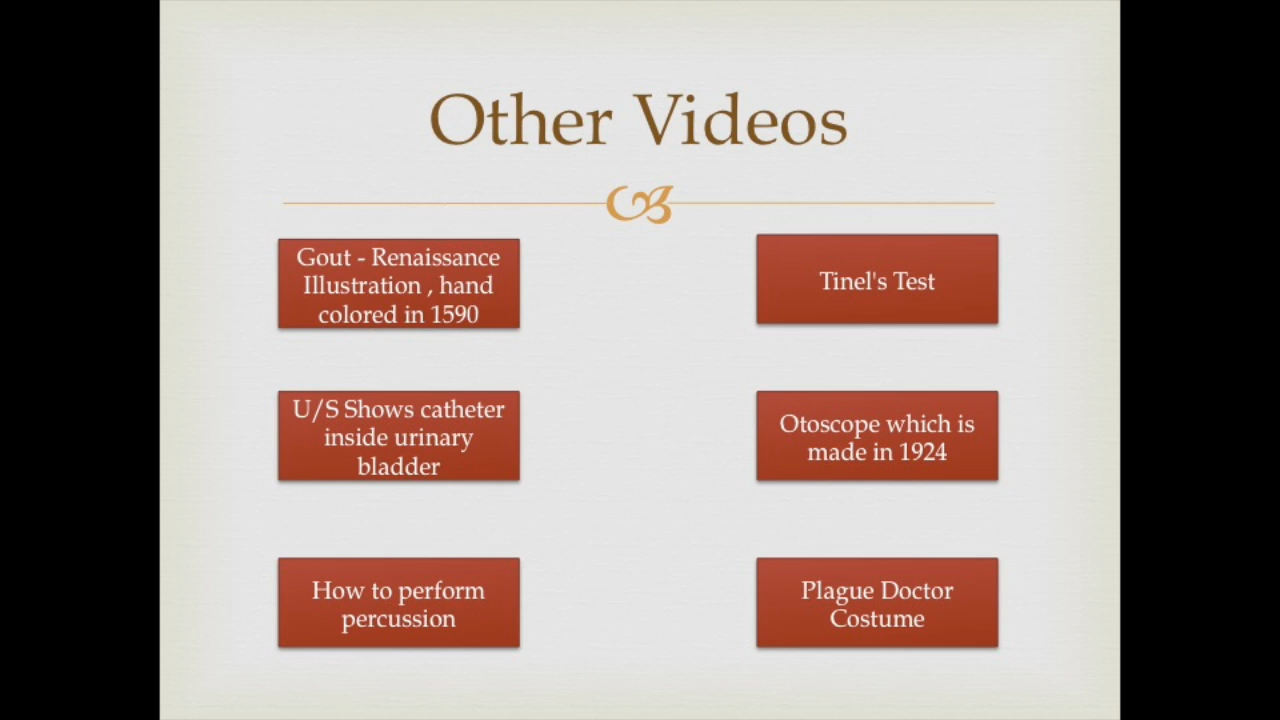 Other Videos
Gout - Renaissance
Illustration , hand
colored in 1590
Tinel's Test
U/S Shows catheter
inside urinary
bladder
Otoscope which is
made in 1924
How to perform
percussion
Plague Doctor
Costume